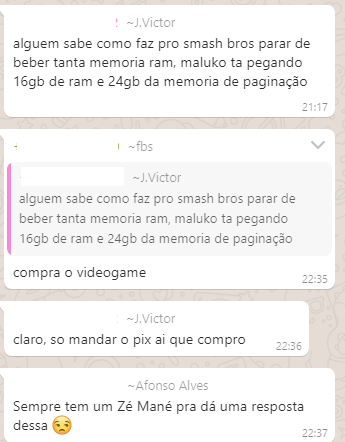 ~J.Victor
alguem sabe como faz pro smash bros parar de
beber tanta memoria ram, maluko ta pegando
16gb de ram e 24gb da memoria de paginação
21:17
~fbs
~J.Victor
alguem sabe como faz pro smash bros parar de
beber tanta memoria ram, maluko ta pegando
16gb de ram e 24gb da memoria de paginação
compra o videogame
22:35
~J.Victor
claro, so mandar o pix ai que compro
22:36
~Afonso Alves
Sempre tem um Zé Mané pra dá uma resposta
dessa 😒
22:37